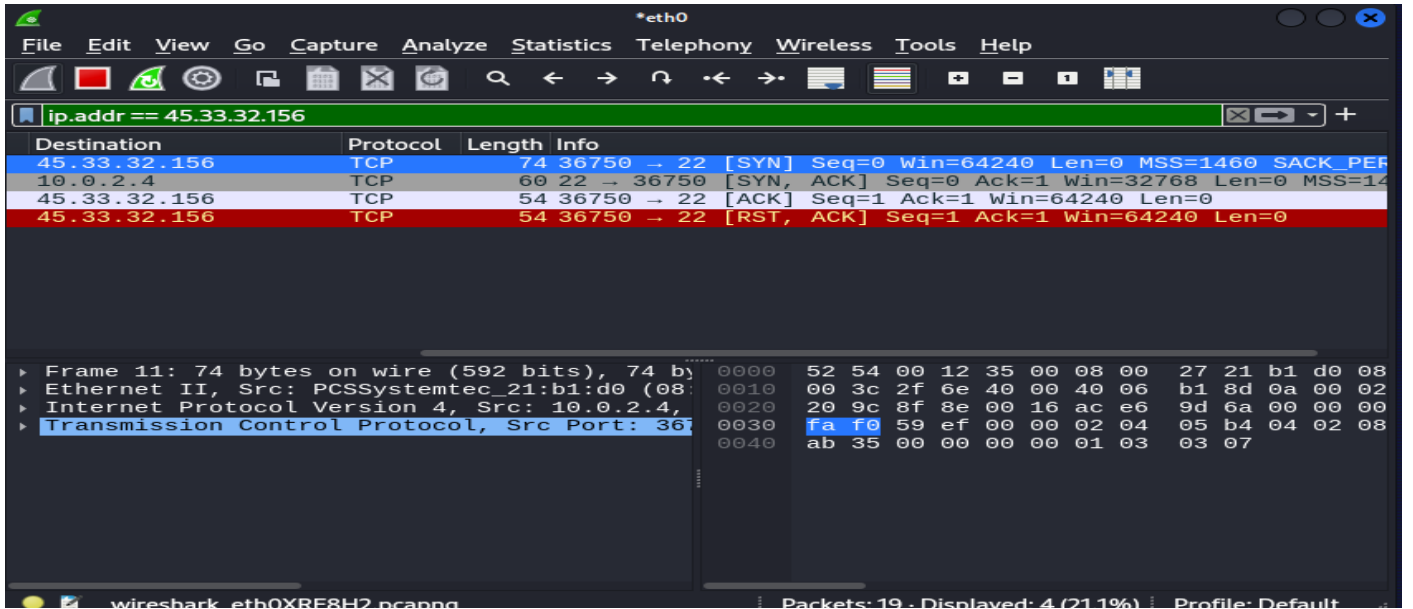 *eth0
File Edit View Go Capture Analyze Statistics Telephony Wireless Tools Help
ip.addr == 45.33.32.156
Destination Protocol Length Info
45.33.32.156 TCP 74 36750 → 22 [SYN] Seq=0 Win=64240 Len=0 MSS=1460 SACK_PER
10.0.2.4 TCP 60 22 → 36750 [SYN, ACK] Seq=0 Ack=1 Win=32768 Len=0 MSS=14
45.33.32.156 TCP 54 36750 → 22 [ACK] Seq=1 Ack=1 Win=64240 Len=0
45.33.32.156 TCP 54 36750 → 22 [RST, ACK] Seq=1 Ack=1 Win=64240 Len=0
Frame 11: 74 bytes on wire (592 bits), 74 by
Ethernet II, Src: PCSSystemtec_21:b1:d0 (08:
Internet Protocol Version 4, Src: 10.0.2.4,
Transmission Control Protocol, Src Port: 367
0000 52 54 00 12 35 00 08 00 27 21 b1 d0 08
0010 00 3c 2f 6e 40 00 40 06 b1 8d 0a 00 02
0020 20 9c 8f 8e 00 16 ac e6 9d 6a 00 00 00
0030 fa f0 59 ef 00 00 02 04 05 b4 04 02 08
0040 ab 35 00 00 00 00 01 03 03 07
wireshark_eth0XRE8H2.pcapng
Packets: 19 · Displayed: 4 (21.1%)
Profile: Default